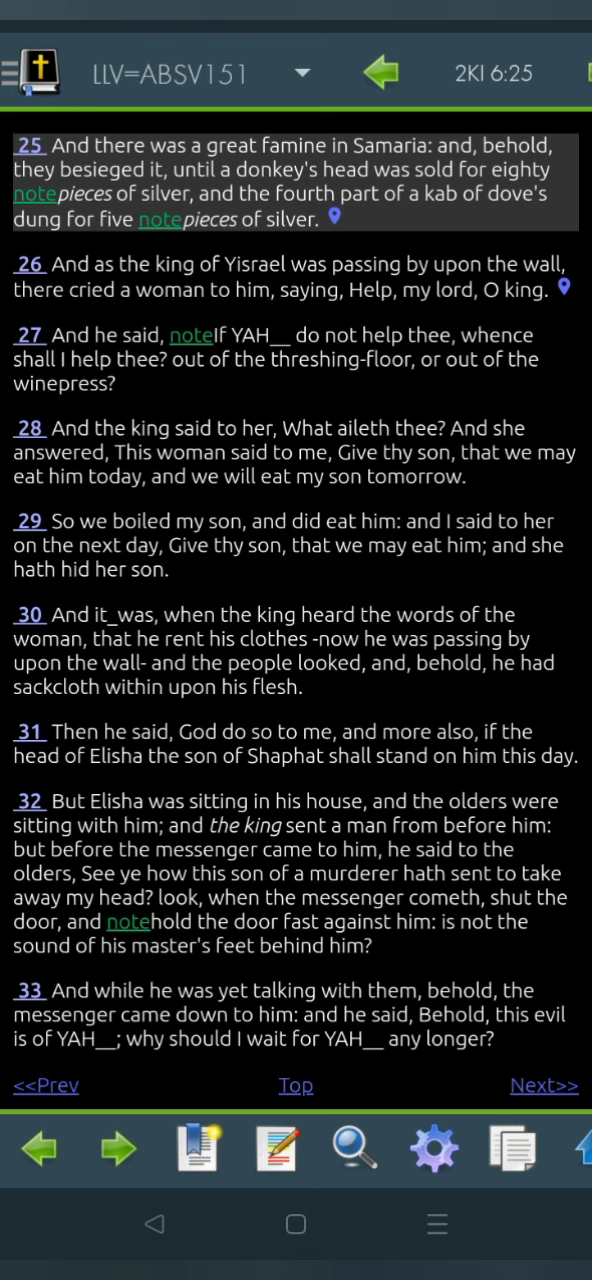 LLV=ABSV151
2KI 6:25
25 And there was a great famine in Samaria: and, behold,
they besieged it, until a donkey's head was sold for eighty
notepieces of silver, and the fourth part of a kab of dove's
dung for five notepieces of silver.
26 And as the king of Yisrael was passing by upon the wall,
there cried a woman to him, saying, Help, my lord, O king.
27 And he said, noteIf YAH__ do not help thee, whence
shall I help thee? out of the threshing-floor, or out of the
winepress?
28 And the king said to her, What aileth thee? And she
answered, This woman said to me, Give thy son, that we may
eat him today, and we will eat my son tomorrow.
29 So we boiled my son, and did eat him: and I said to her
on the next day, Give thy son, that we may eat him; and she
hath hid her son.
30 And it_was, when the king heard the words of the
woman, that he rent his clothes -now he was passing by
upon the wall- and the people looked, and, behold, he had
sackcloth within upon his flesh.
31 Then he said, God do so to me, and more also, if the
head of Elisha the son of Shaphat shall stand on him this day.
32 But Elisha was sitting in his house, and the olders were
sitting with him; and the king sent a man from before him:
but before the messenger came to him, he said to the
olders, See ye how this son of a murderer hath sent to take
away my head? look, when the messenger cometh, shut the
door, and notehold the door fast against him: is not the
sound of his master's feet behind him?
33 And while he was yet talking with them, behold, the
messenger came down to him: and he said, Behold, this evil
is of YAH__; why should I wait for YAH__ any longer?
<<Prev Top Next>>